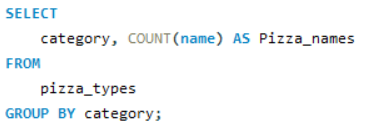 SELECT
    category, COUNT(name) AS Pizza_names
FROM
    pizza_types
GROUP BY category;